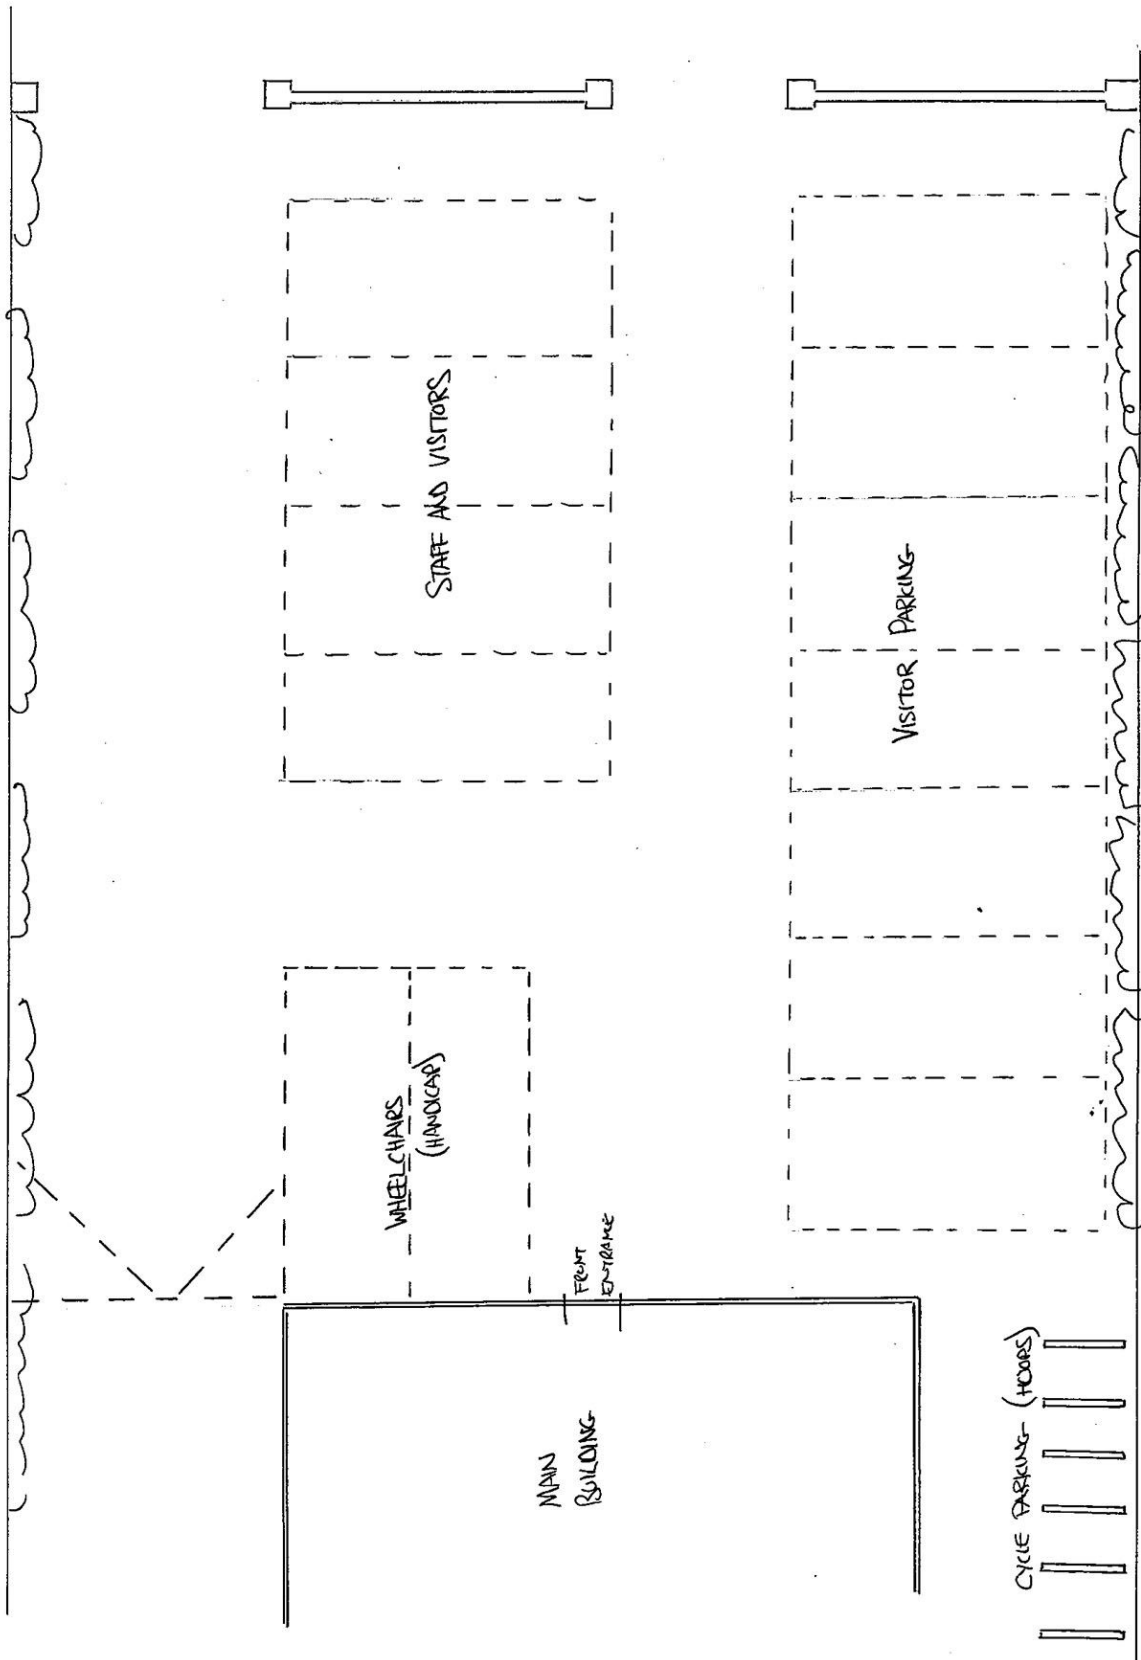 STAFF AND VISITORS
VISITOR PARKING
WHEELCHAIRS
(HANDICAP)
FRONT
ENTRANCE
MAIN
BUILDING
CYCLE PARKING (HOOPS)